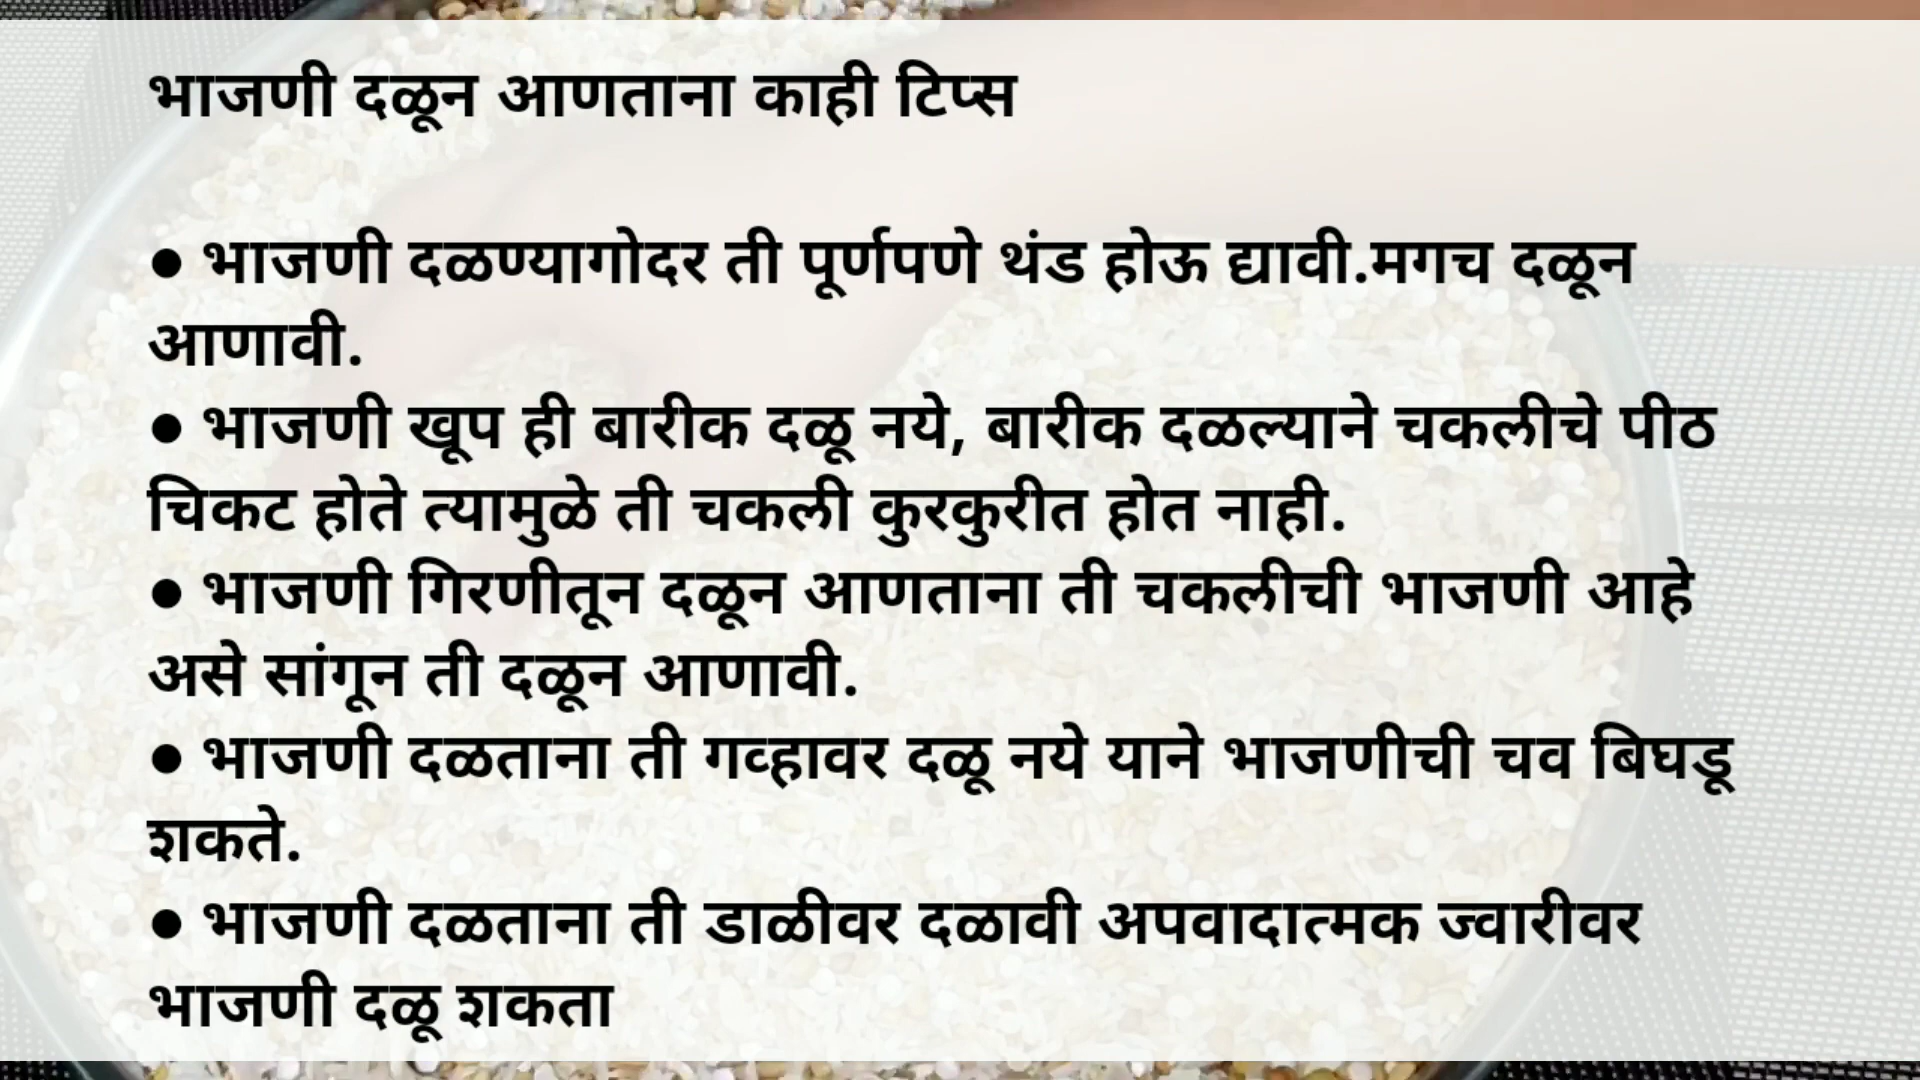 भाजणी दळून आणताना काही टिप्स
● भाजणी दळण्यागोदर ती पूर्णपणे थंड होऊ द्यावी.मगच दळून
आणावी.
● भाजणी खूप ही बारीक दळू नये, बारीक दळल्याने चकलीचे पीठ
चिकट होते त्यामुळे ती चकली कुरकुरीत होत नाही.
● भाजणी गिरणीतून दळून आणताना ती चकलीची भाजणी आहे
असे सांगून ती दळून आणावी.
● भाजणी दळताना ती गव्हावर दळू नये याने भाजणीची चव बिघडू
शकते.
● भाजणी दळताना ती डाळीवर दळावी अपवादात्मक ज्वारीवर
भाजणी दळू शकता